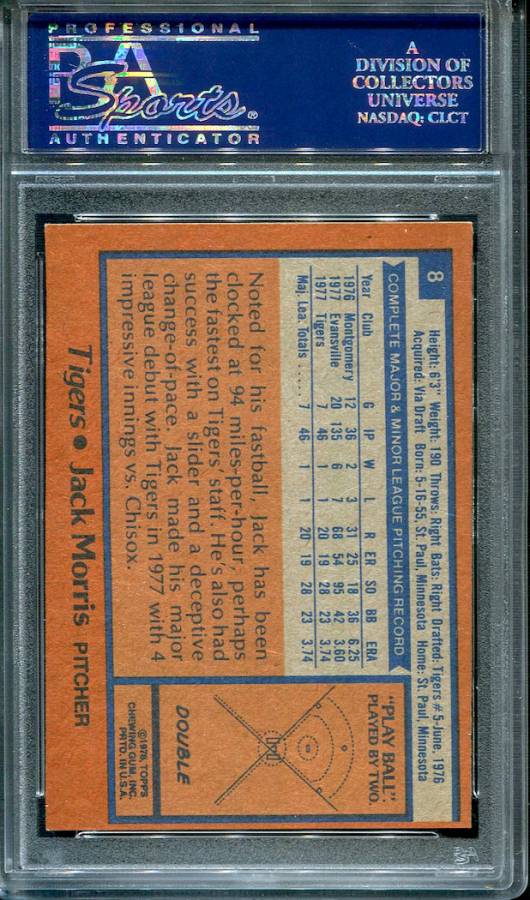 PROFESSIONAL
PSA
Sports®
AUTHENTICATOR
A
DIVISION OF
COLLECTORS
UNIVERSE
NASDAQ: CLCT
8
Height: 6'3" Weight: 190 Throws: Right Bats: Right Drafted: Tigers #5-June, 1976
Acquired: Via Draft Born: 5-16-55, St. Paul, Minnesota Home: St. Paul, Minnesota
COMPLETE MAJOR & MINOR LEAGUE PITCHING RECORD
Year Club G IP W L R ER SO BB ERA
1976 Montgomery 12 36 2 3 31 25 18 36 6.25
1977 Evansville 20 135 6 7 68 54 95 42 3.60
1977 Tigers 7 46 1 1 20 19 28 23 3.74
Maj. Lea. Totals ..... 7 46 1 1 20 19 28 23 3.74
Noted for his fastball, Jack has been
clocked at 94 miles-per-hour, perhaps
the fastest on Tigers' staff. He's also had
success with a slider and a deceptive
change-of-pace. Jack made his major
league debut with Tigers in 1977 with 4
impressive innings vs. Chisox.
"PLAY BALL":
PLAYED BY TWO
DOUBLE
©1978, TOPPS
CHEWING GUM, INC.
PRTD. IN U.S.A.
Tigers • Jack Morris PITCHER